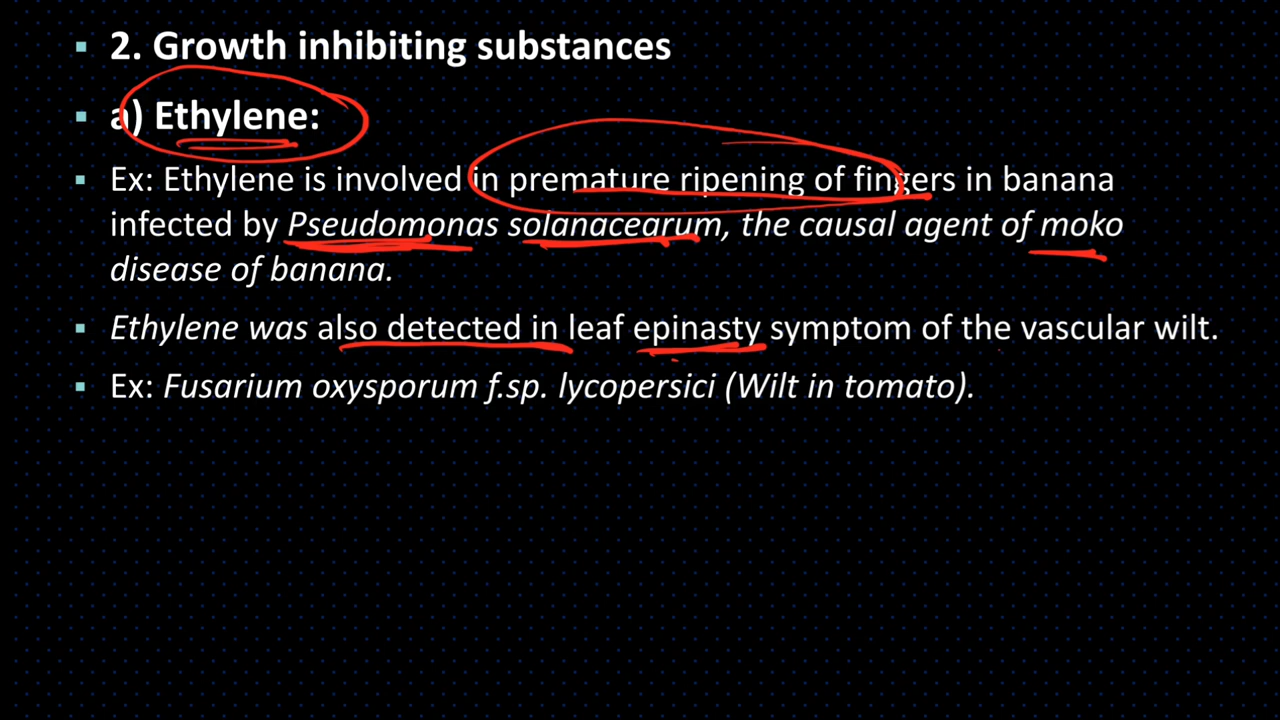 2. Growth inhibiting substances
a) Ethylene:
Ex: Ethylene is involved in premature ripening of fingers in banana
infected by Pseudomonas solanacearum, the causal agent of moko
disease of banana.
Ethylene was also detected in leaf epinasty symptom of the vascular wilt.
Ex: Fusarium oxysporum f.sp. lycopersici (Wilt in tomato).